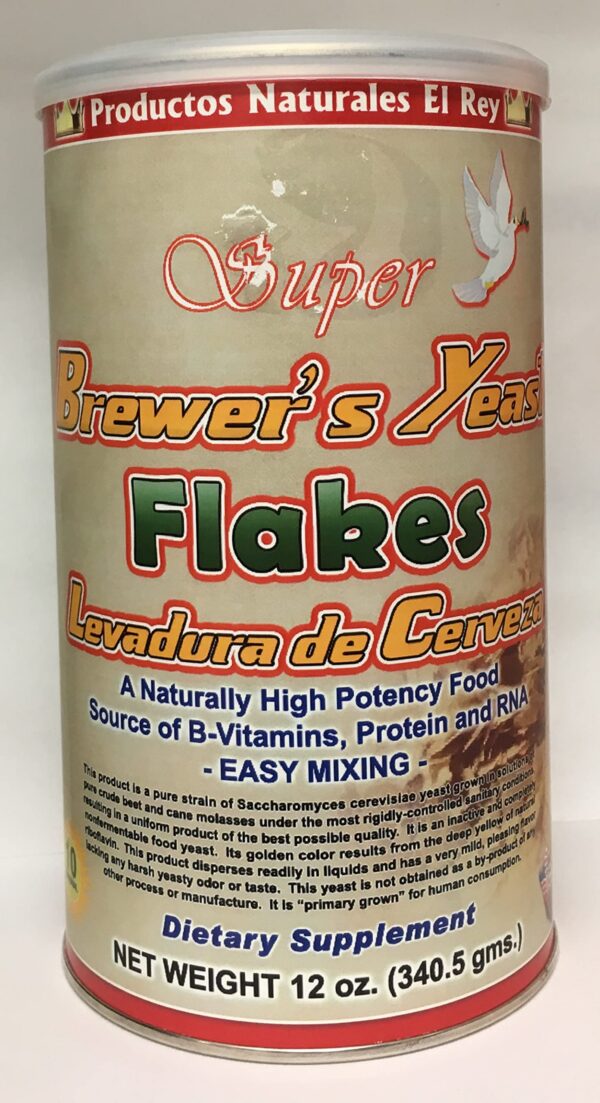 Productos Naturales El Rey
Super
Brewer's Yeast
Flakes
Levadura de Cerveza
A Naturally High Potency Food
Source of B-Vitamins, Protein and RNA
- EASY MIXING -
This product is a pure strain of Saccharomyces cerevisiae yeast grown in solutions of
pure crude beet and cane molasses under the most rigidly-controlled sanitary conditions,
resulting in a uniform product of the best possible quality. It is an inactive and completely
nonfermentable food yeast. Its golden color results from the deep yellow of natural
riboflavin. This product disperses readily in liquids and has a very mild, pleasing flavor
lacking any harsh yeasty odor or taste. This yeast is not obtained as a by-product of any
other process or manufacture. It is "primary grown" for human consumption.
Dietary Supplement
NET WEIGHT 12 oz. (340.5 gms.)